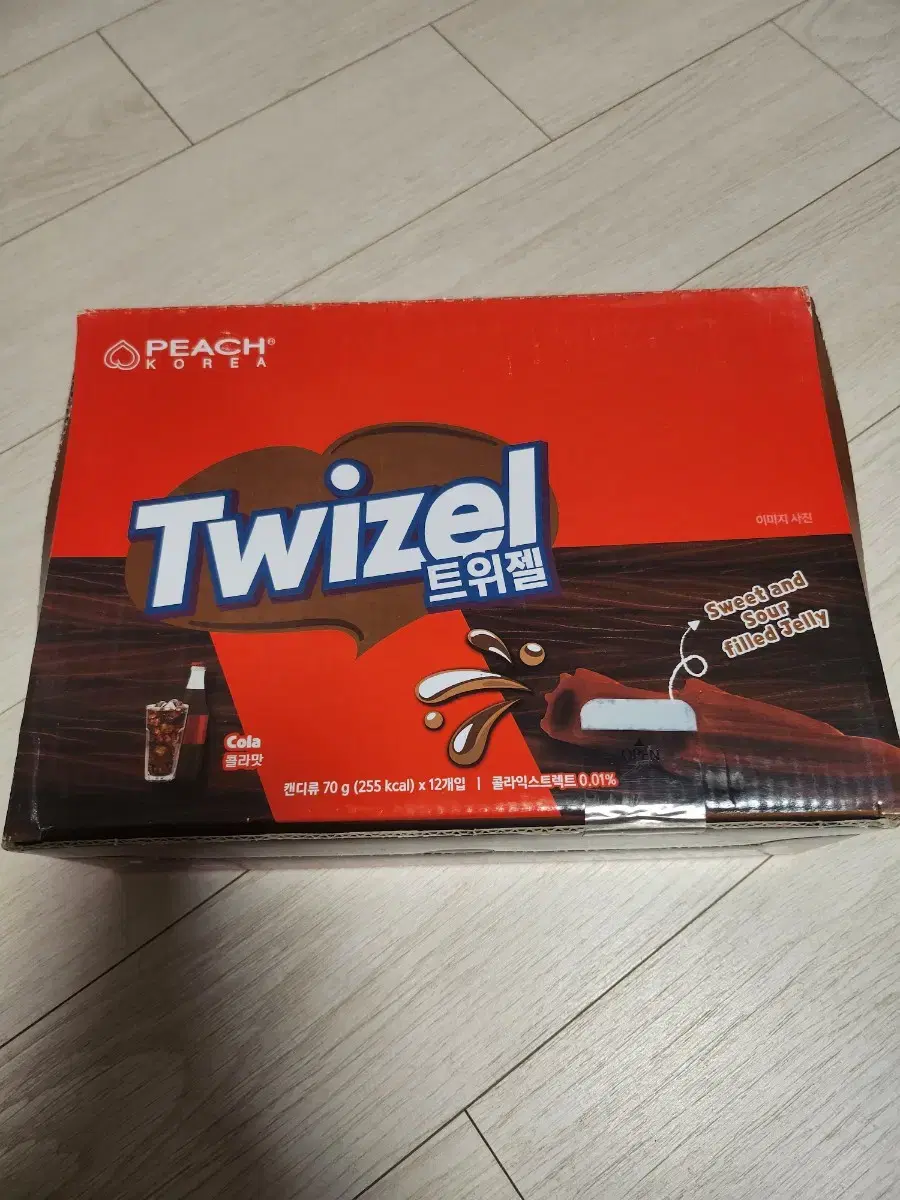 PEACH®
KOREA
Twizel
트위젤
이미지 사진
Sweet and
Sour
filled Jelly
Cola
콜라맛
캔디류 70 g (255 kcal) x 12개입 | 콜라익스트렉트 0.01%
OPEN